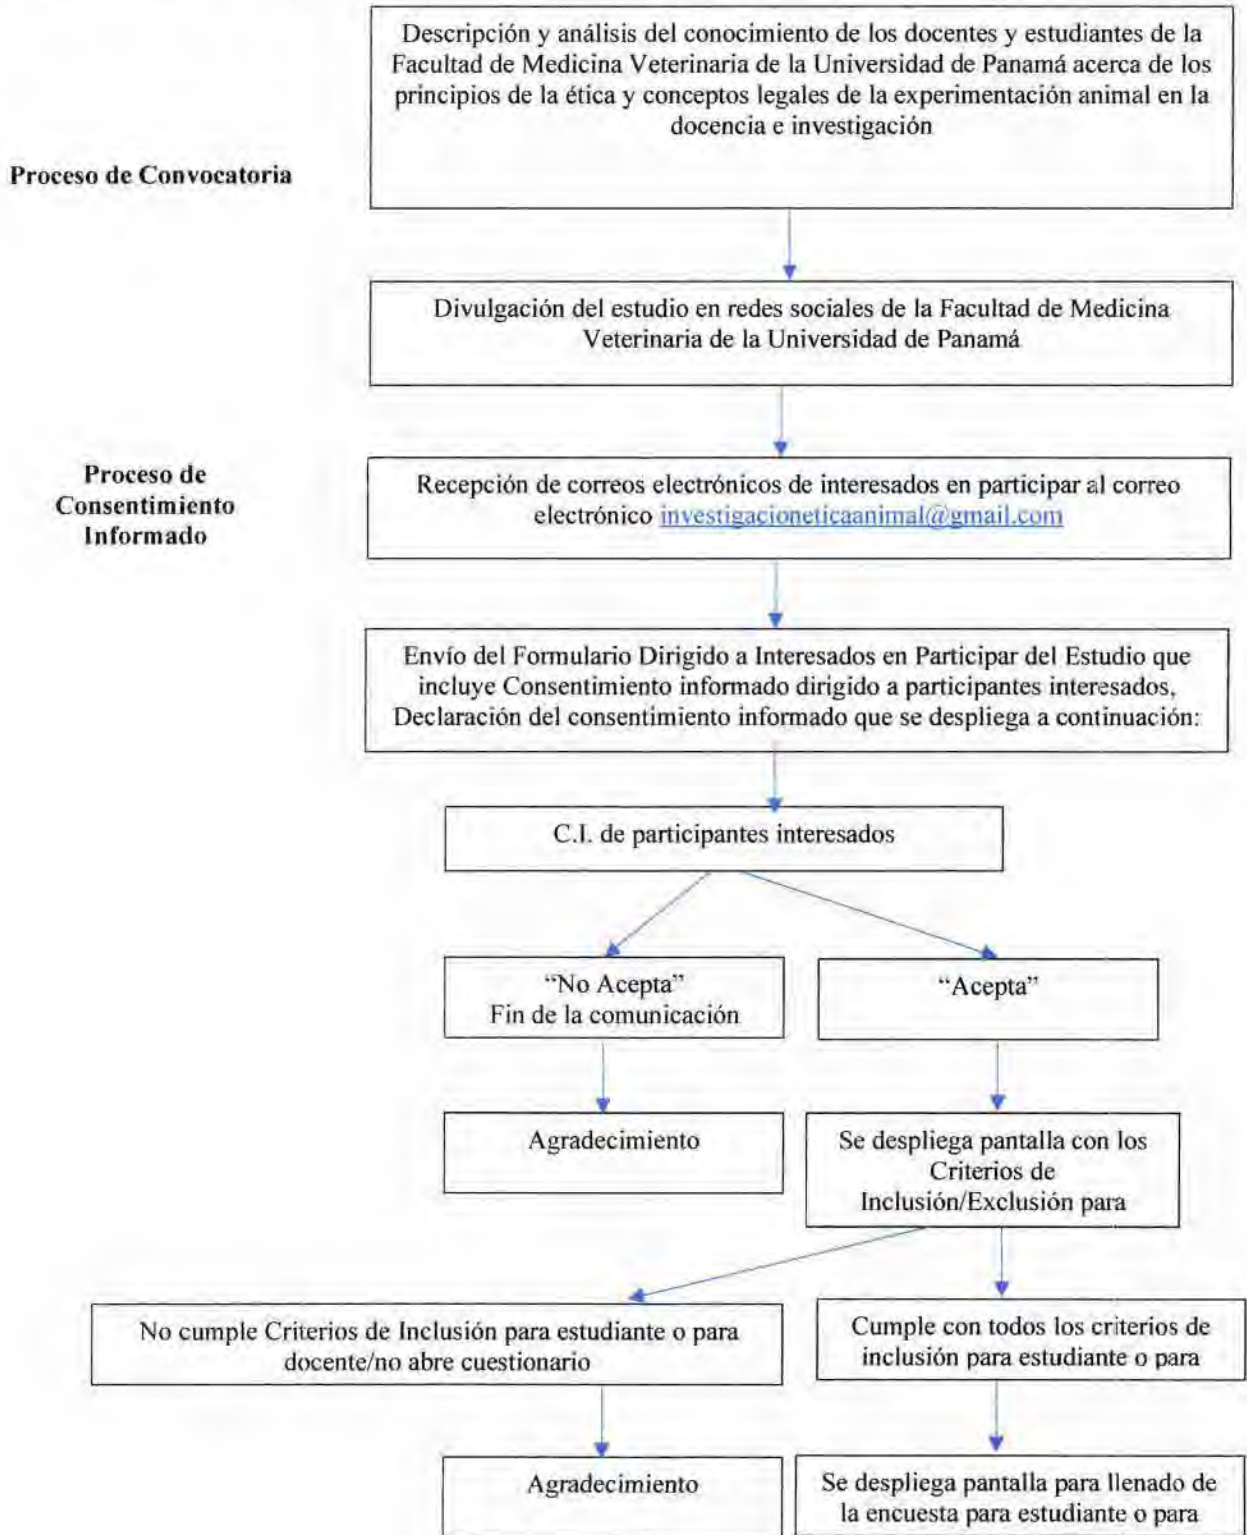 Descripción y análisis del conocimiento de los docentes y estudiantes de la
Facultad de Medicina Veterinaria de la Universidad de Panamá acerca de los
principios de la ética y conceptos legales de la experimentación animal en la
docencia e investigación
Proceso de Convocatoria
Divulgación del estudio en redes sociales de la Facultad de Medicina
Veterinaria de la Universidad de Panamá
Proceso de
Consentimiento
Informado
Recepción de correos electrónicos de interesados en participar al correo
electrónico investigacioneticaanimal@gmail.com
Envío del Formulario Dirigido a Interesados en Participar del Estudio que
incluye Consentimiento informado dirigido a participantes interesados,
Declaración del consentimiento informado que se despliega a continuación:
C.I. de participantes interesados
“No Acepta”
Fin de la comunicación
“Acepta”
Agradecimiento
Se despliega pantalla con los
Criterios de
Inclusión/Exclusión para
No cumple Criterios de Inclusión para estudiante o para
docente/no abre cuestionario
Cumple con todos los criterios de
inclusión para estudiante o para
Agradecimiento
Se despliega pantalla para llenado de
la encuesta para estudiante o para